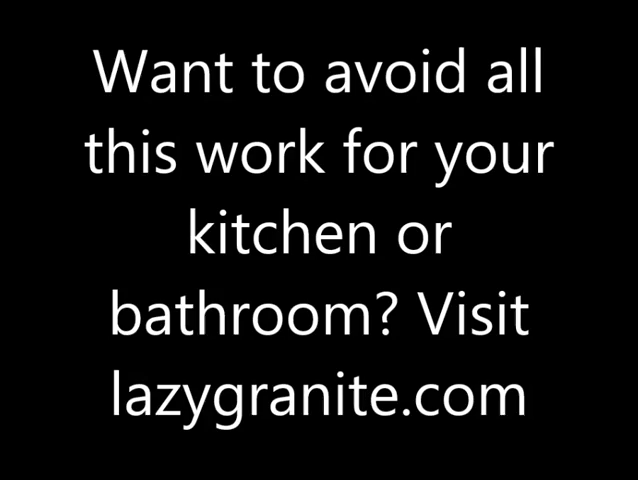 Want to avoid all
this work for your
kitchen or
bathroom? Visit
lazygranite.com